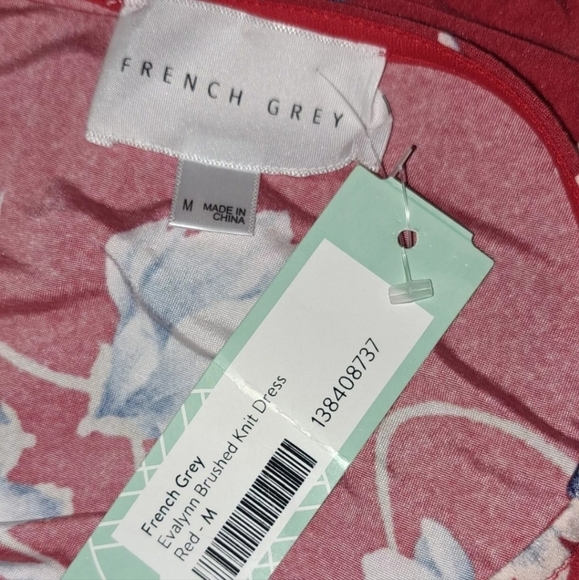 FRENCH GREY
M MADE IN
CHINA
138408737
French Grey
Evalynn Brushed Knit Dress
Red - M